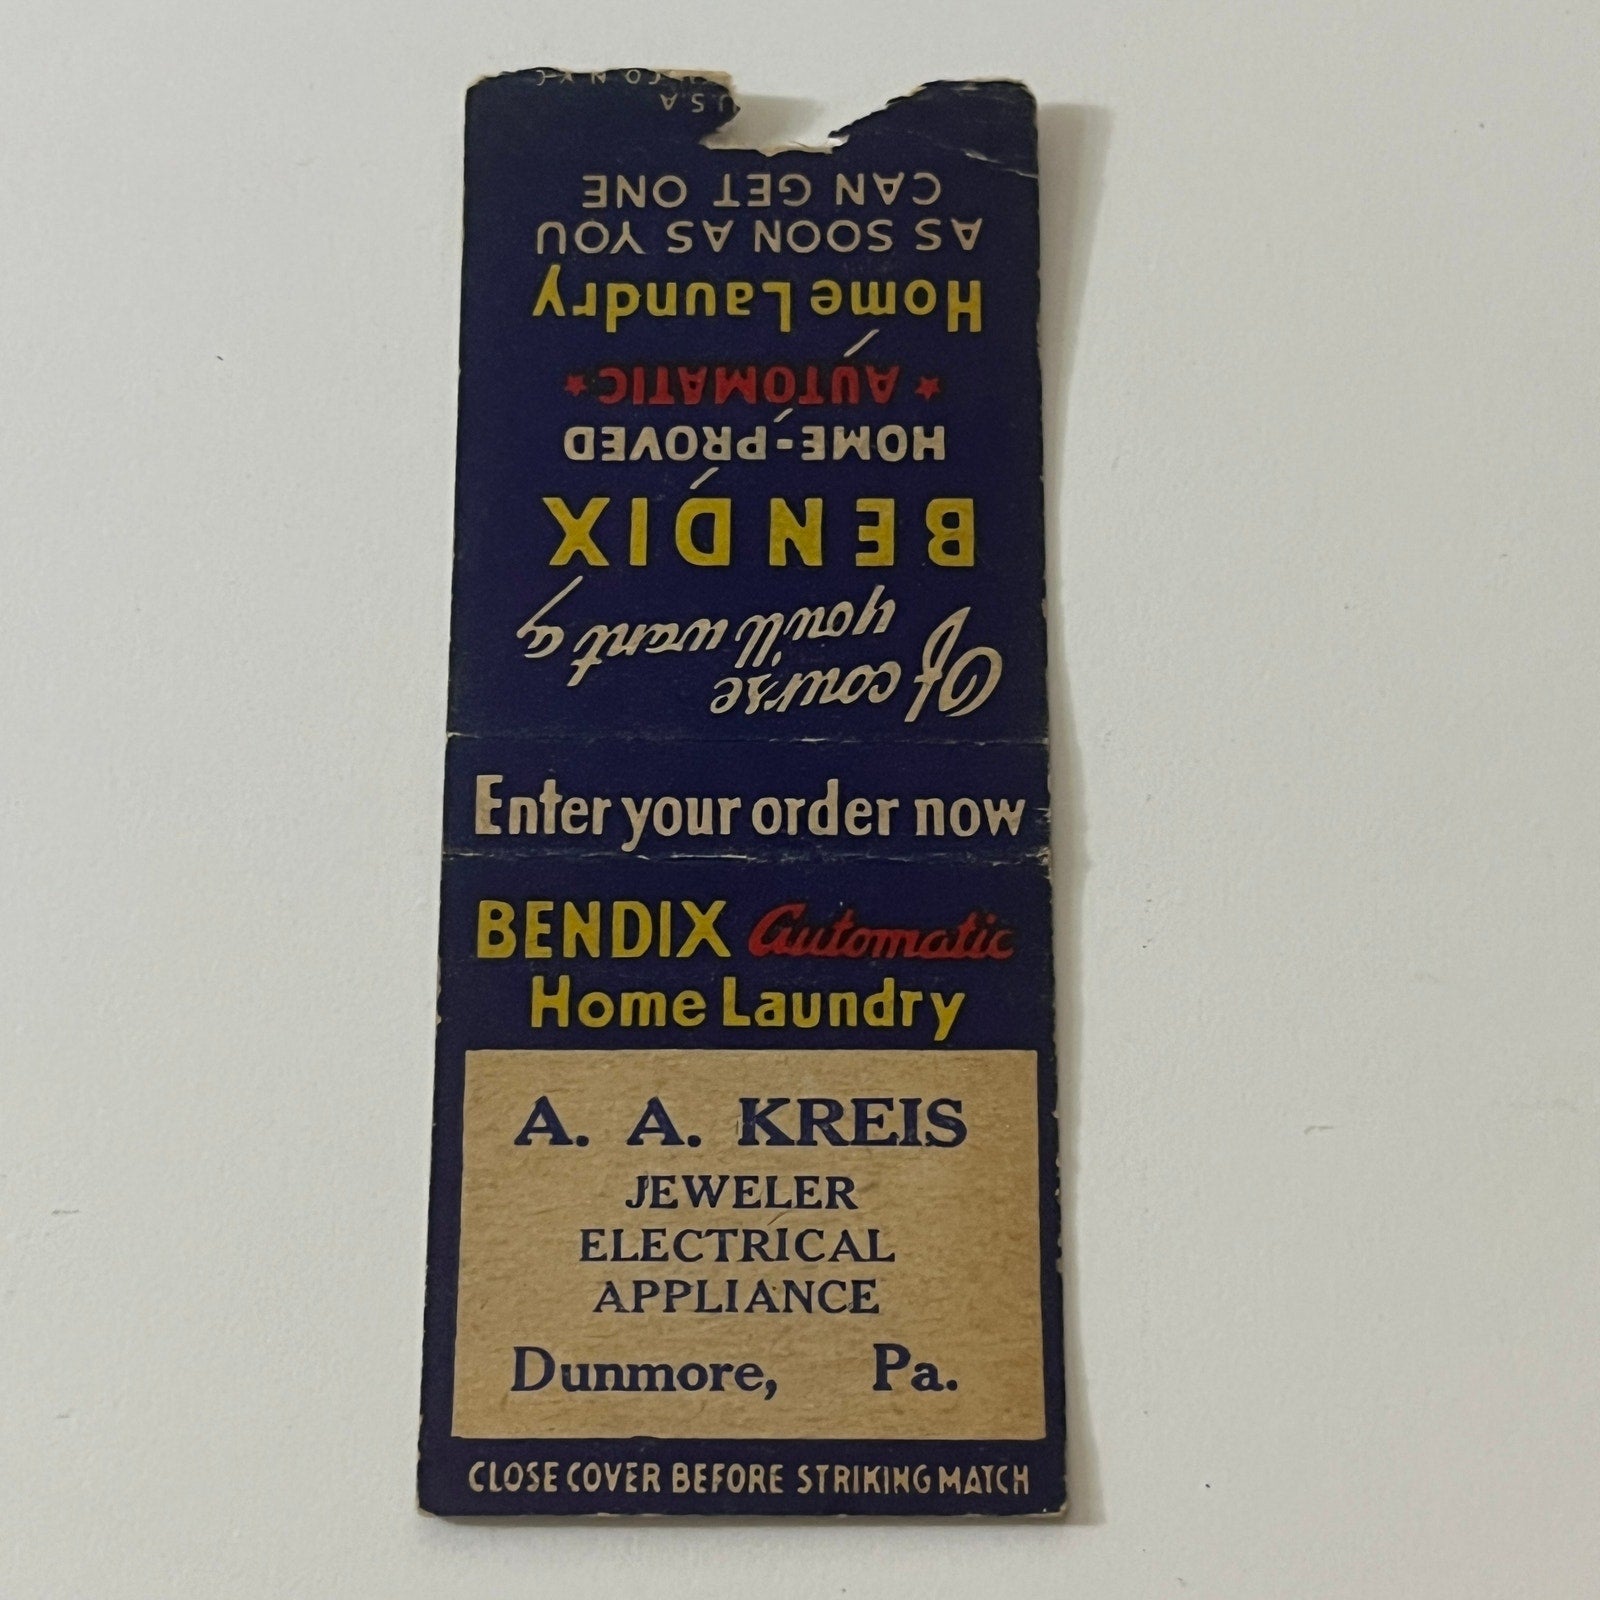 Of course
you'll want a
BENDIX
HOME-PROVED
AUTOMATIC
Home Laundry
AS SOON AS YOU
CAN GET ONE
U.S.A
CO N.Y.C
Enter your order now
BENDIX Automatic
Home Laundry
A. A. KREIS
JEWELER
ELECTRICAL
APPLIANCE
Dunmore, Pa.
CLOSE COVER BEFORE STRIKING MATCH